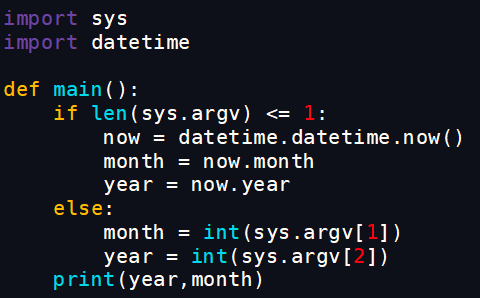 import sys
import datetime

def main():
    if len(sys.argv) <= 1:
        now = datetime.datetime.now()
        month = now.month
        year = now.year
    else:
        month = int(sys.argv[1])
        year = int(sys.argv[2])
    print(year,month)